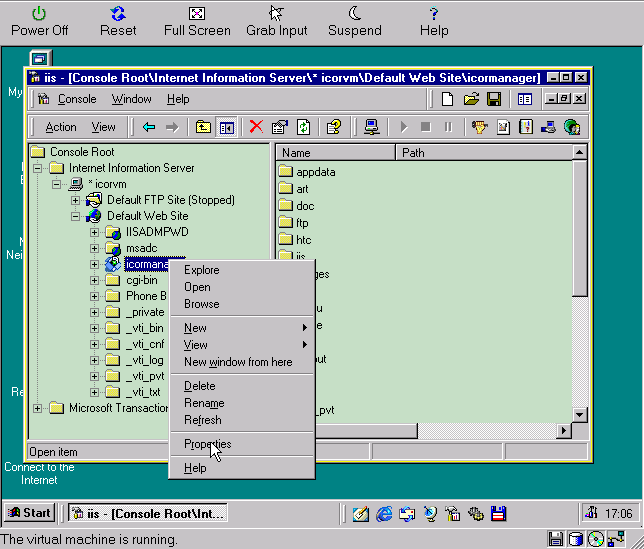 Power Off Reset Full Screen Grab Input Suspend Help
My
iis - [Console Root\Internet Information Server\* icorvm\Default Web Site\icormanager]
Console Window Help
Action View
Console Root
Internet Information Server
* icorvm
Default FTP Site (Stopped)
Default Web Site
IISADMPWD
msadc
icormana
cgi-bin
Phone B
_private
_vti_bin
_vti_cnf
_vti_log
_vti_pvt
_vti_txt
Microsoft Transaction
Name Path
appdata
art
doc
ftp
htc
iis
ges
u
e
out
_pvt
Explore
Open
Browse
New
View
New window from here
Delete
Rename
Refresh
Properties
Help
Open item
Nei
Re
Connect to the
Internet
Start iis - [Console Root\Int... 17:06
The virtual machine is running.